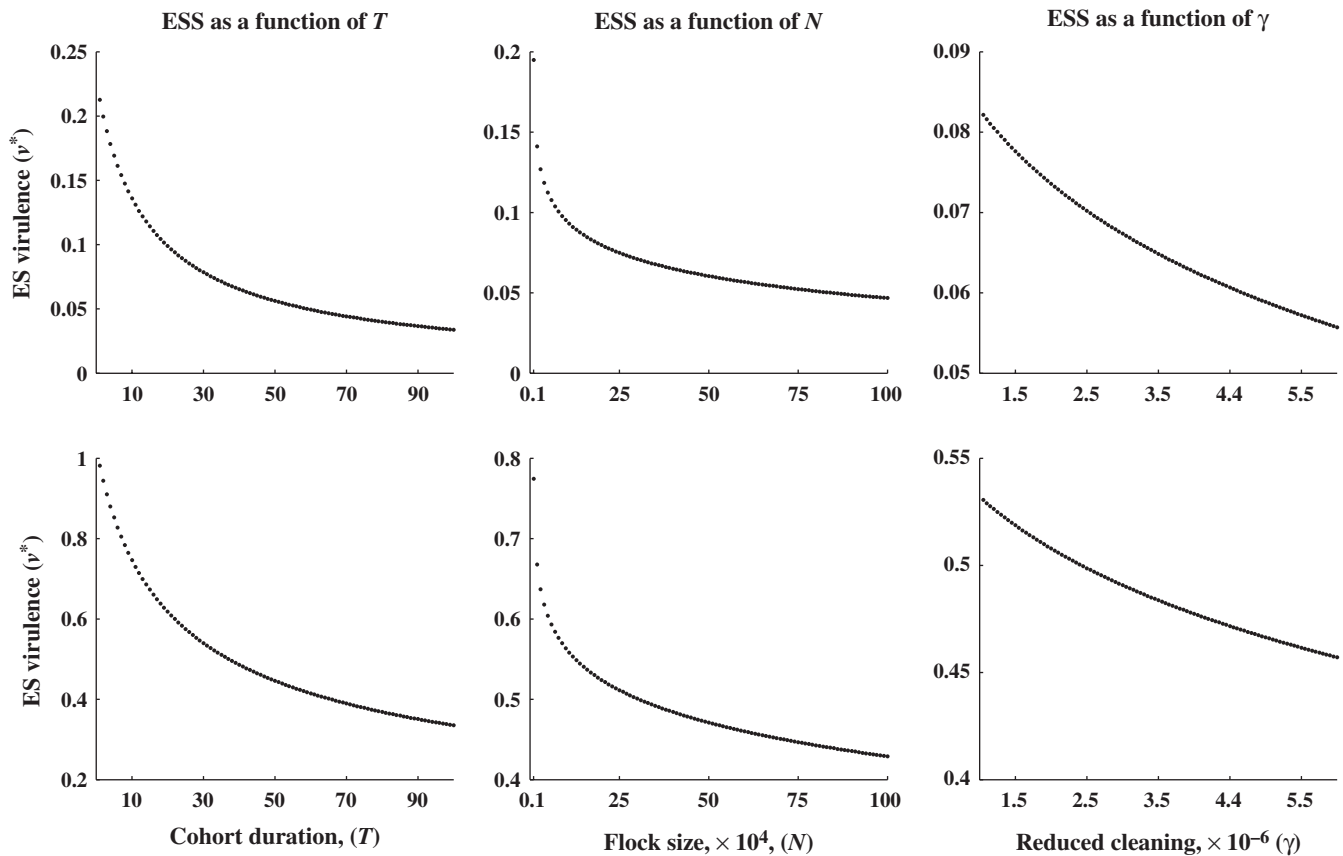 ESS as a function of T
ESS as a function of N
ESS as a function of γ
ES virulence (v*)
0.25
0.2
0.15
0.1
0.05
0
10 30 50 70 90
0.2
0.15
0.1
0.05
0
0.1 25 50 75 100
0.09
0.08
0.07
0.06
0.05
1.5 2.5 3.5 4.4 5.5
ES virulence (v*)
1
0.8
0.6
0.4
0.2
10 30 50 70 90
Cohort duration, (T)
0.8
0.7
0.6
0.5
0.4
0.1 25 50 75 100
Flock size, × 10⁴, (N)
0.55
0.5
0.45
0.4
1.5 2.5 3.5 4.4 5.5
Reduced cleaning, × 10⁻⁶ (γ)